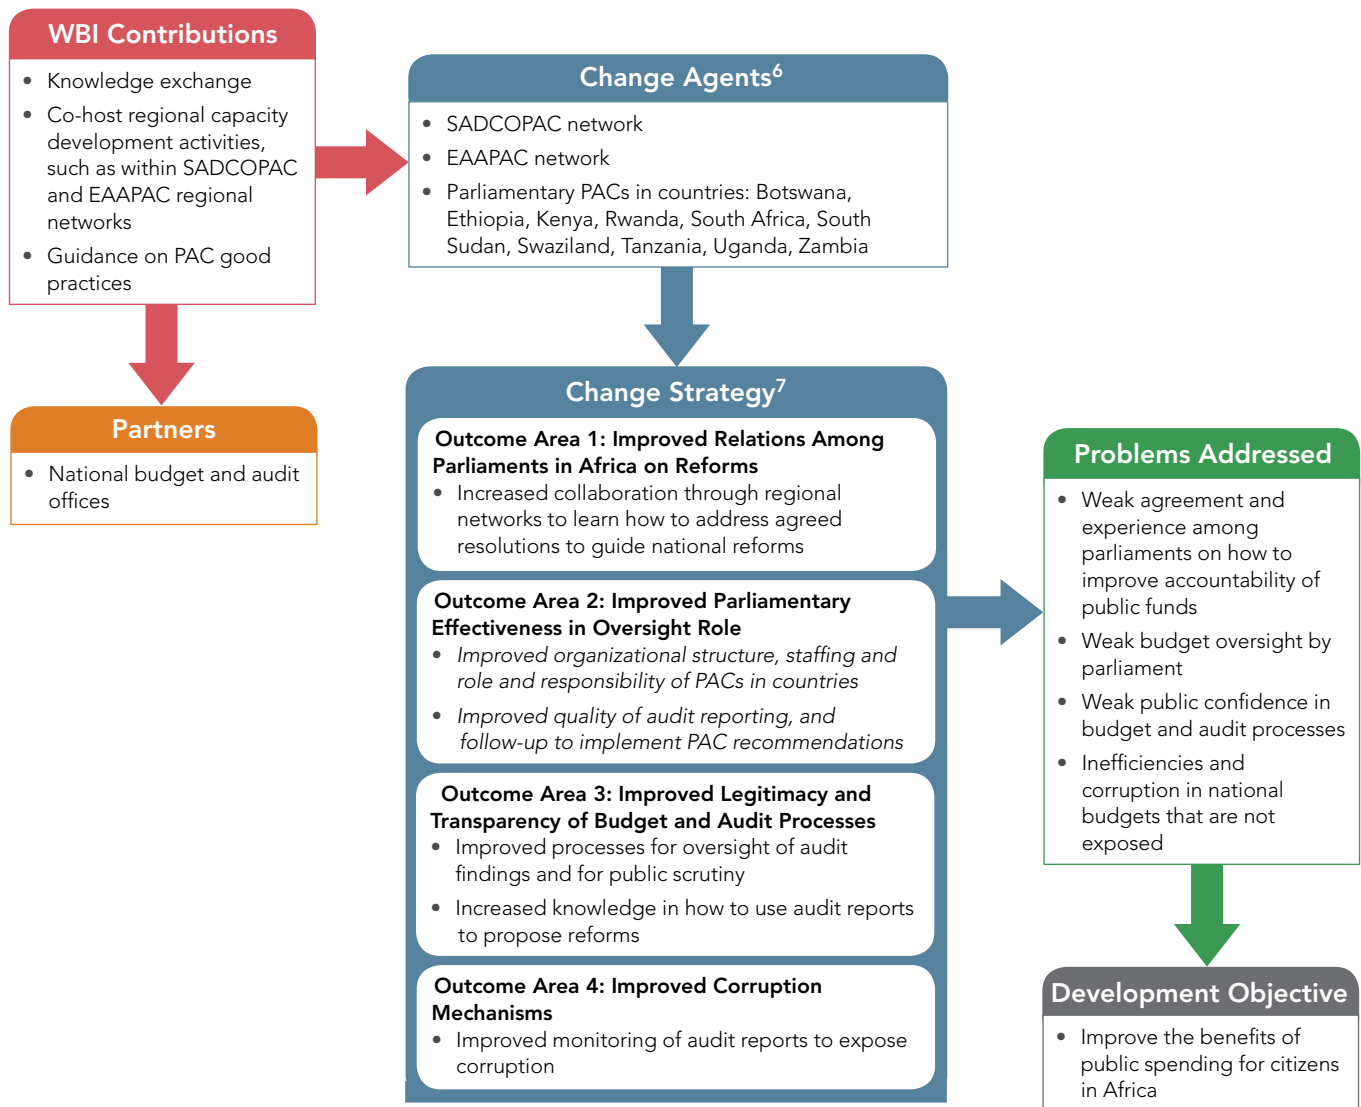 WBI Contributions
• Knowledge exchange
• Co-host regional capacity
development activities,
such as within SADCOPAC
and EAAPAC regional
networks
• Guidance on PAC good
practices
Change Agents⁶
• SADCOPAC network
• EAAPAC network
• Parliamentary PACs in countries: Botswana,
Ethiopia, Kenya, Rwanda, South Africa, South
Sudan, Swaziland, Tanzania, Uganda, Zambia
Partners
• National budget and audit
offices
Change Strategy⁷
Outcome Area 1: Improved Relations Among
Parliaments in Africa on Reforms
• Increased collaboration through regional
networks to learn how to address agreed
resolutions to guide national reforms
Outcome Area 2: Improved Parliamentary
Effectiveness in Oversight Role
• Improved organizational structure, staffing and
role and responsibility of PACs in countries
• Improved quality of audit reporting, and
follow-up to implement PAC recommendations
Outcome Area 3: Improved Legitimacy and
Transparency of Budget and Audit Processes
• Improved processes for oversight of audit
findings and for public scrutiny
• Increased knowledge in how to use audit reports
to propose reforms
Outcome Area 4: Improved Corruption
Mechanisms
• Improved monitoring of audit reports to expose
corruption
Problems Addressed
• Weak agreement and
experience among
parliaments on how to
improve accountability of
public funds
• Weak budget oversight by
parliament
• Weak public confidence in
budget and audit processes
• Inefficiencies and
corruption in national
budgets that are not
exposed
Development Objective
• Improve the benefits of
public spending for citizens
in Africa